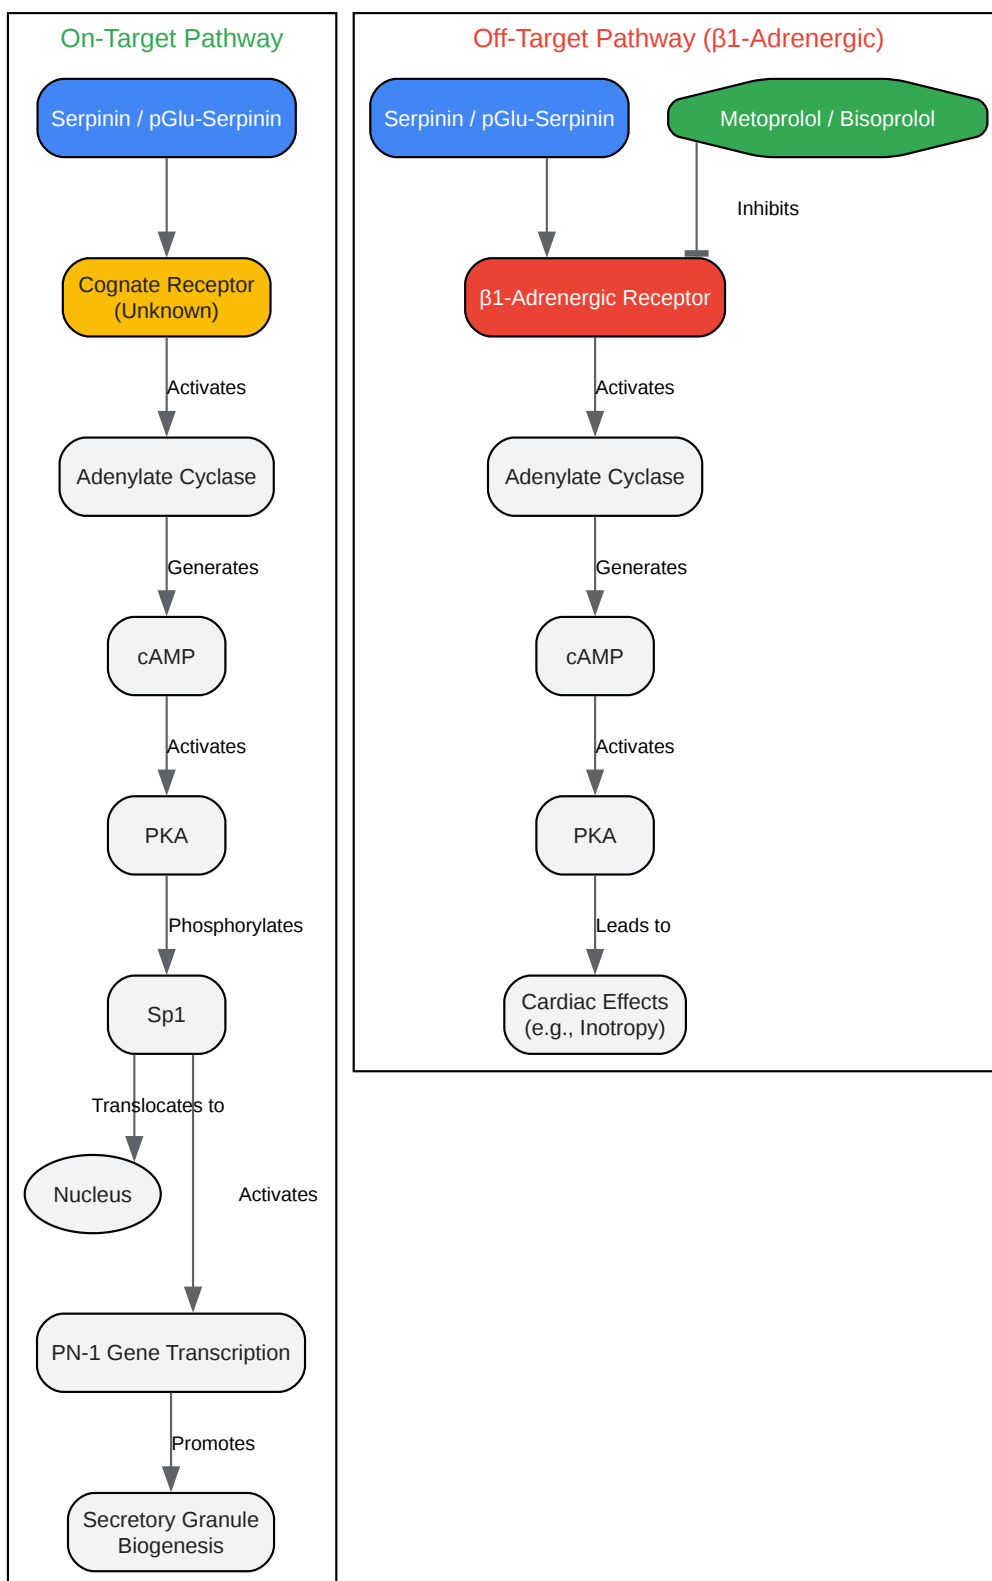 On-Target Pathway
Serpinin / pGlu-Serpinin
Cognate Receptor
(Unknown)
Activates
Adenylate Cyclase
Generates
cAMP
Activates
PKA
Phosphorylates
Sp1
Translocates to
Nucleus
Activates
PN-1 Gene Transcription
Promotes
Secretory Granule
Biogenesis
Off-Target Pathway (β1-Adrenergic)
Serpinin / pGlu-Serpinin
Metoprolol / Bisoprolol
Inhibits
β1-Adrenergic Receptor
Activates
Adenylate Cyclase
Generates
cAMP
Activates
PKA
Leads to
Cardiac Effects
(e.g., Inotropy)